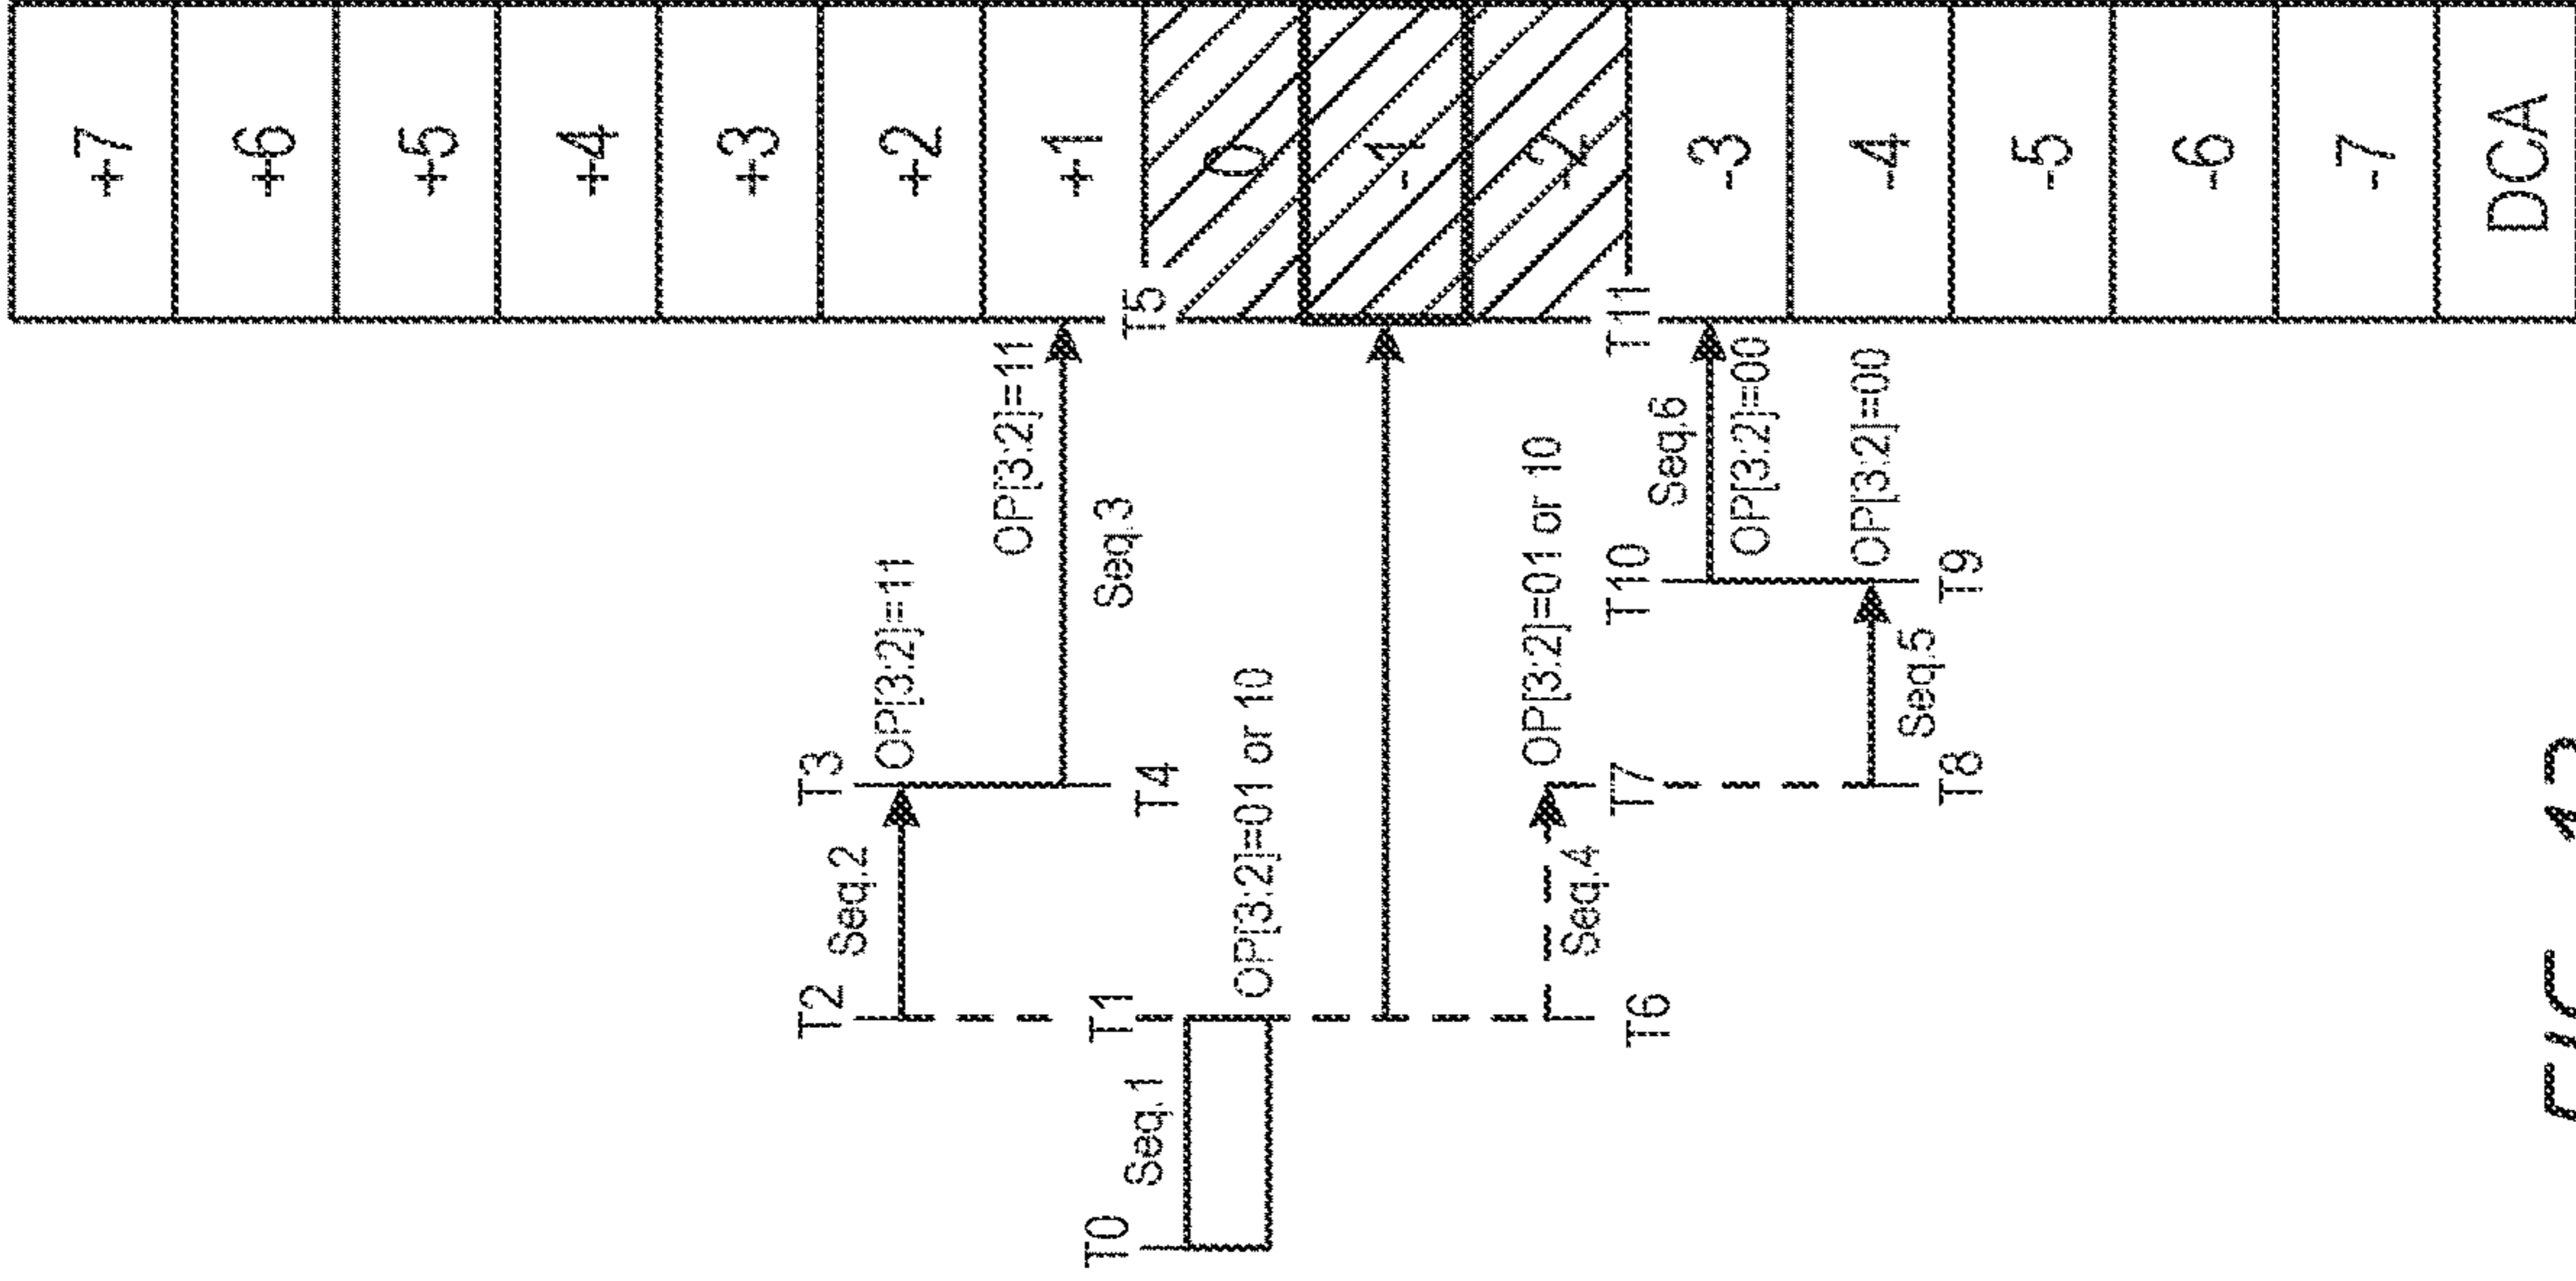 +7
+6
+5
+4
+3
+2
+1
0
-1
-2
-3
-4
-5
-6
-7
DCA
T5
T11
OP[3:2]=11
Seq.3
Seq.6
OP[3:2]=00
OP[3:2]=00
T10
T9
OP[3:2]=11
OP[3:2]=01 or 10
Seq.5
T3
T4
T7
T8
Seq.2
OP[3:2]=01 or 10
Seq.4
T2
T1
T6
Seq.1
T0